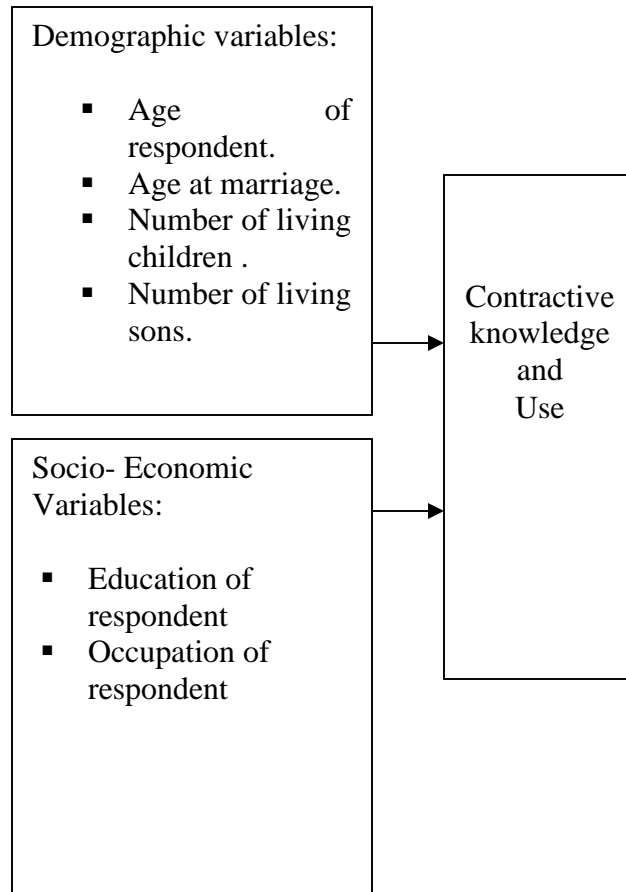 Demographic variables:
▪ Age of
respondent.
▪ Age at marriage.
▪ Number of living
children .
▪ Number of living
sons.
Contractive
knowledge
and
Use
Socio- Economic
Variables:
▪ Education of
respondent
▪ Occupation of
respondent